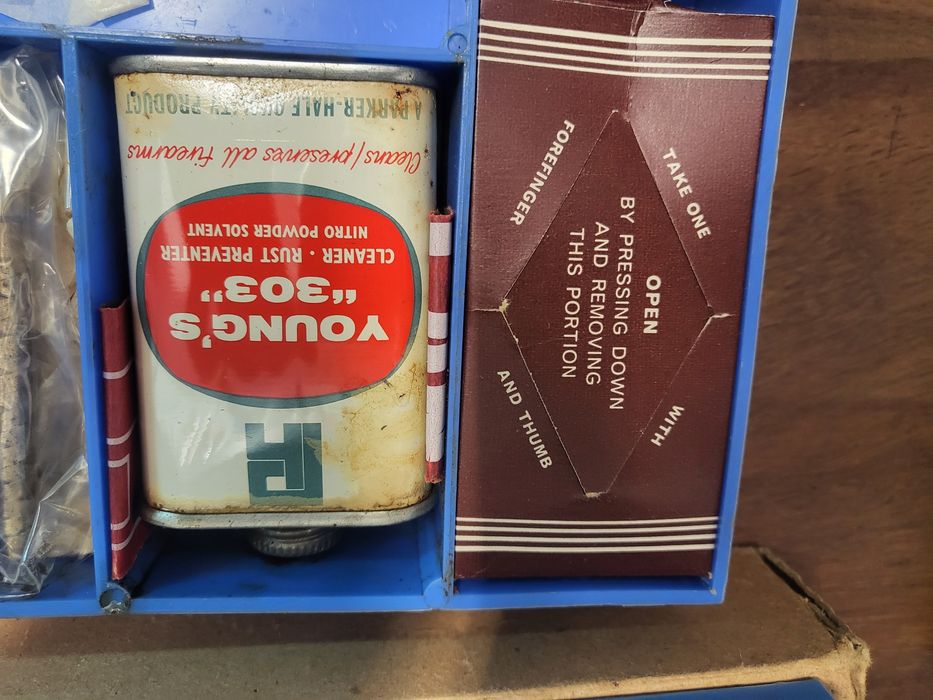 A PARKER-HALE QUALITY PRODUCT
Cleans/preserves all firearms
NITRO POWDER SOLVENT
CLEANER · RUST PREVENTER
"303"
YOUNG'S
PH
TAKE ONE
WITH
FOREFINGER
AND THUMB
OPEN
BY PRESSING DOWN
AND REMOVING
THIS PORTION